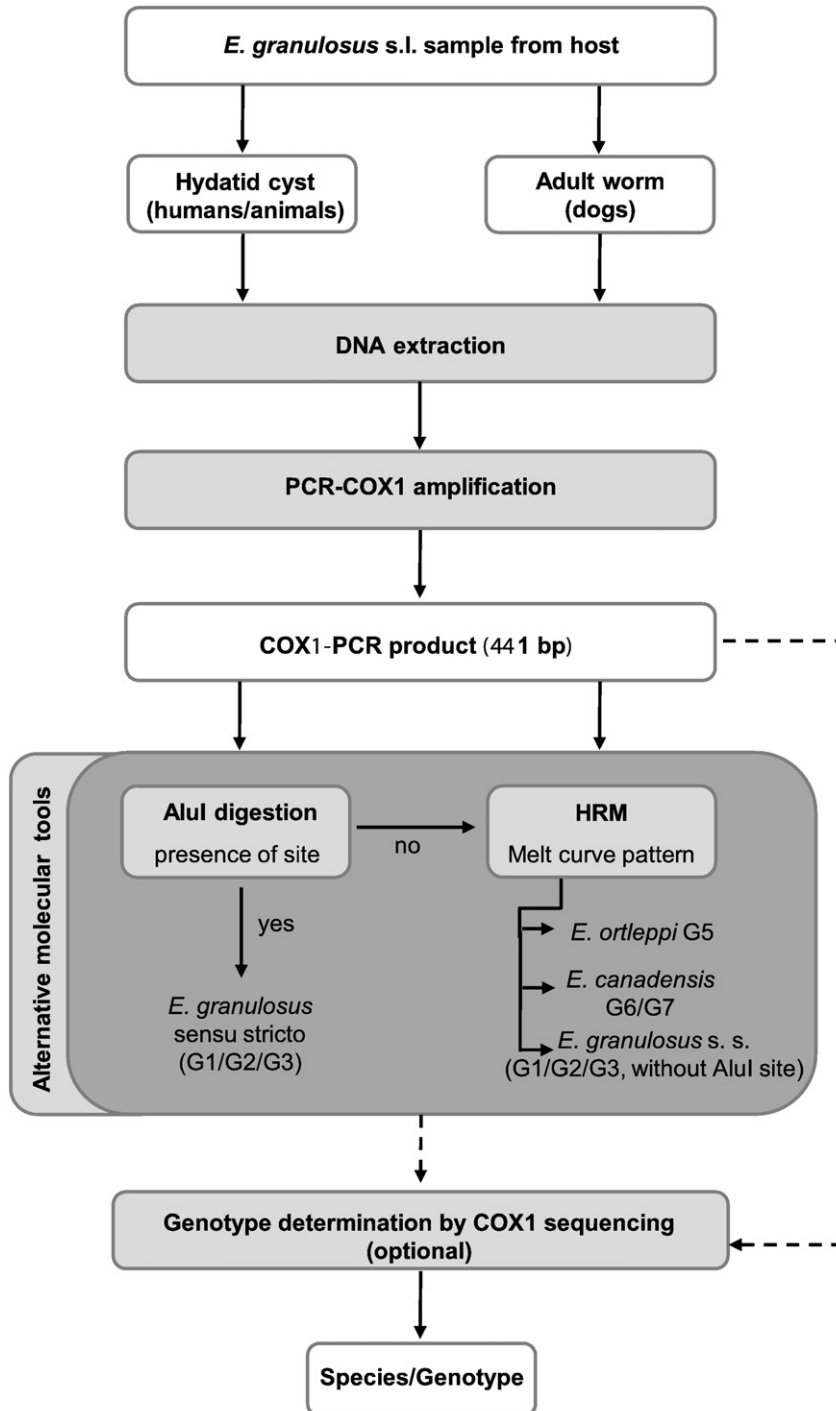 E. granulosus s.l. sample from host
Hydatid cyst
(humans/animals)
Adult worm
(dogs)
DNA extraction
PCR-COX1 amplification
COX1-PCR product (441 bp)
Alternative molecular tools
AluI digestion
presence of site
no
HRM
Melt curve pattern
yes
E. granulosus
sensu stricto
(G1/G2/G3)
E. ortleppi G5
E. canadensis
G6/G7
E. granulosus s. s.
(G1/G2/G3, without AluI site)
Genotype determination by COX1 sequencing
(optional)
Species/Genotype